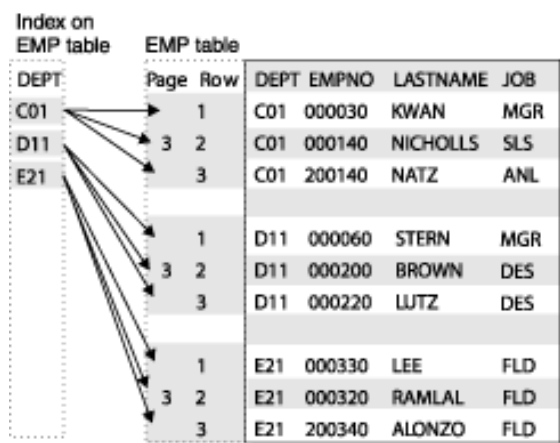 Index on
EMP table
EMP table
DEPT Page Row DEPT EMPNO LASTNAME JOB
C01 1 C01 000030 KWAN MGR
D11 3 2 C01 000140 NICHOLLS SLS
E21 3 C01 200140 NATZ ANL
1 D11 000060 STERN MGR
3 2 D11 000200 BROWN DES
3 D11 000220 LUTZ DES
1 E21 000330 LEE FLD
3 2 E21 000320 RAMLAL FLD
3 E21 200340 ALONZO FLD